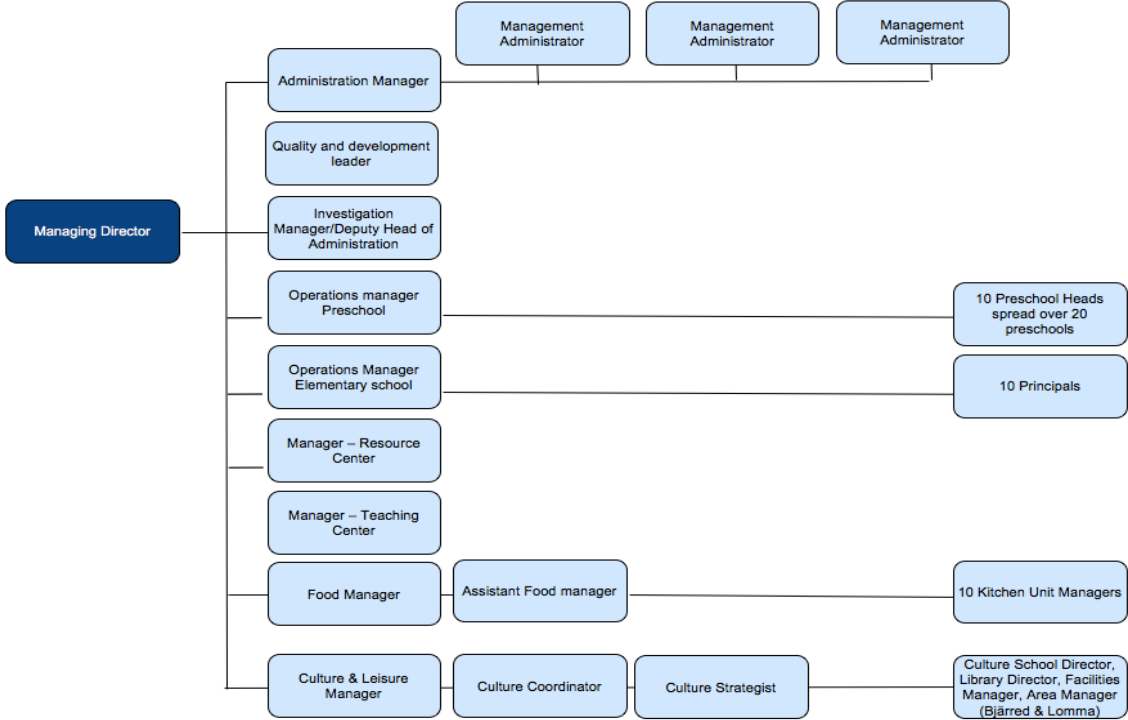 Management
Administrator
Management
Administrator
Management
Administrator
Administration Manager
Quality and development
leader
Managing Director
Investigation
Manager/Deputy Head of
Administration
Operations manager
Preschool
10 Preschool Heads
spread over 20
preschools
Operations Manager
Elementary school
10 Principals
Manager – Resource
Center
Manager – Teaching
Center
Food Manager
Assistant Food manager
10 Kitchen Unit Managers
Culture & Leisure
Manager
Culture Coordinator
Culture Strategist
Culture School Director,
Library Director, Facilities
Manager, Area Manager
(Bjärred & Lomma)